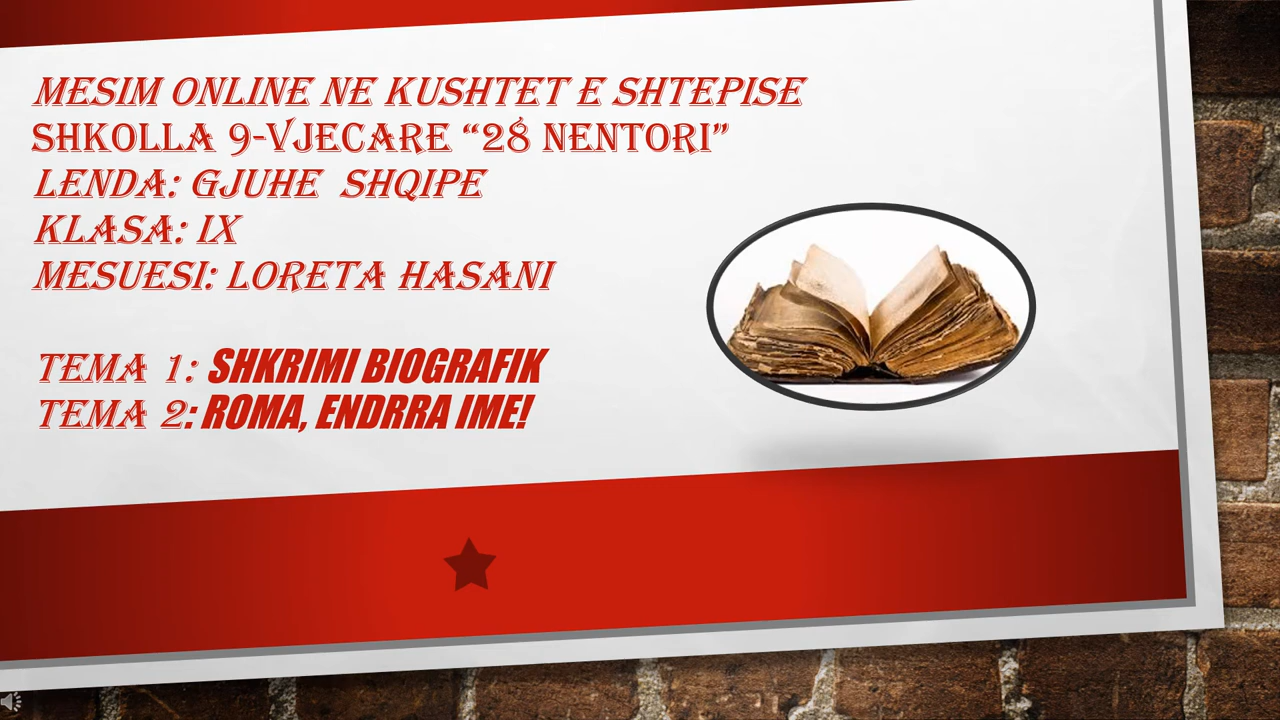 MESIM ONLINE NE KUSHTET E SHTEPISE
SHKOLLA 9-VJECARE “28 NENTORI”
LENDA: GJUHE SHQIPE
KLASA: IX
MESUESI: LORETA HASANI
TEMA 1: SHKRIMI BIOGRAFIK
TEMA 2: ROMA, ENDRRA IME!